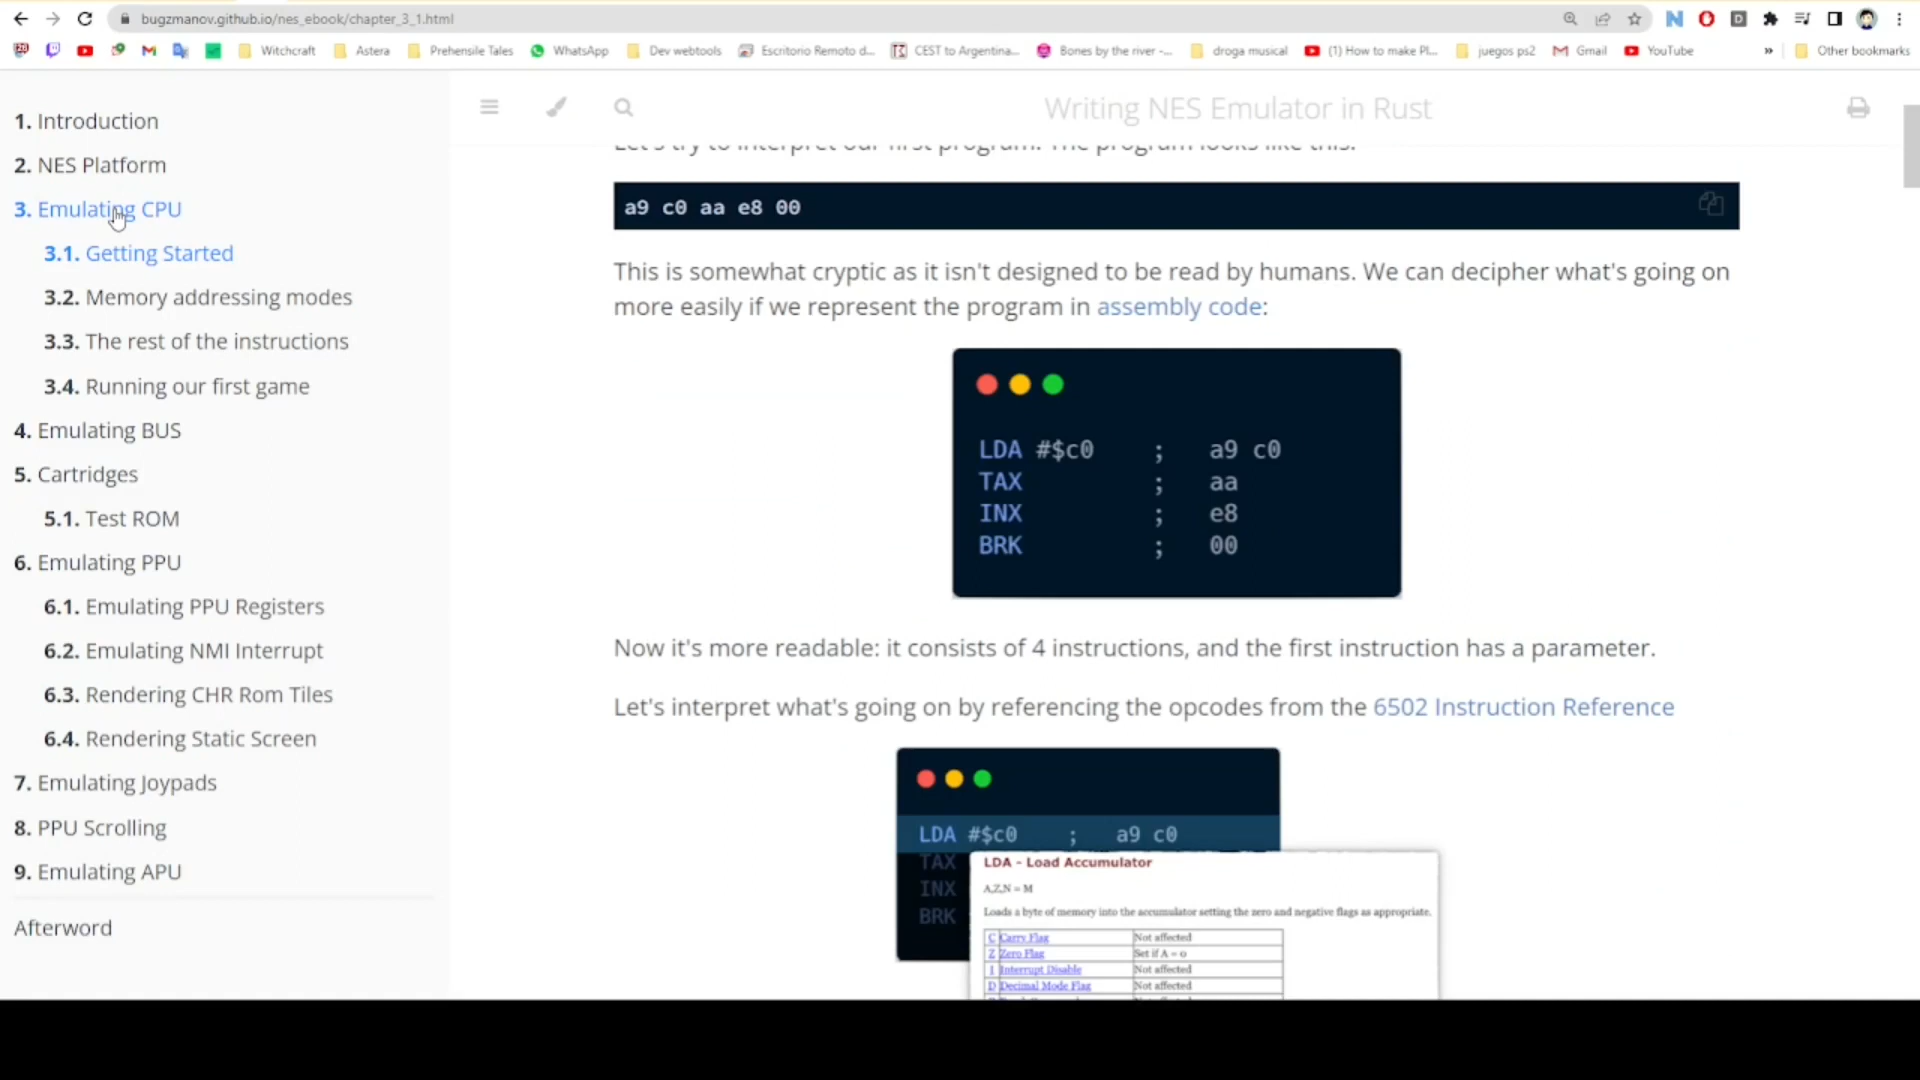 bugzmanov.github.io/nes_ebook/chapter_3_1.html
Witchcraft
Astera
Prehensile Tales
WhatsApp
Dev webtools
Escritorio Remoto d...
CEST to Argentina...
Bones by the river -...
droga musical
(1) How to make Pl...
juegos ps2
Gmail
YouTube
»
Other bookmarks
1. Introduction
2. NES Platform
3. Emulating CPU
3.1. Getting Started
3.2. Memory addressing modes
3.3. The rest of the instructions
3.4. Running our first game
4. Emulating BUS
5. Cartridges
5.1. Test ROM
6. Emulating PPU
6.1. Emulating PPU Registers
6.2. Emulating NMI Interrupt
6.3. Rendering CHR Rom Tiles
6.4. Rendering Static Screen
7. Emulating Joypads
8. PPU Scrolling
9. Emulating APU
Afterword
Writing NES Emulator in Rust
Let's try to interpret our first program. The program looks like this:
a9 c0 aa e8 00
This is somewhat cryptic as it isn't designed to be read by humans. We can decipher what's going on
more easily if we represent the program in assembly code:
LDA #$c0 ; a9 c0
TAX ; aa
INX ; e8
BRK ; 00
Now it's more readable: it consists of 4 instructions, and the first instruction has a parameter.
Let's interpret what's going on by referencing the opcodes from the 6502 Instruction Reference
LDA #$c0 ; a9 c0
TAX
INX
BRK
LDA - Load Accumulator
A,Z,N = M
Loads a byte of memory into the accumulator setting the zero and negative flags as appropriate.
C Carry Flag Not affected
Z Zero Flag Set if A = 0
I Interrupt Disable Not affected
D Decimal Mode Flag Not affected